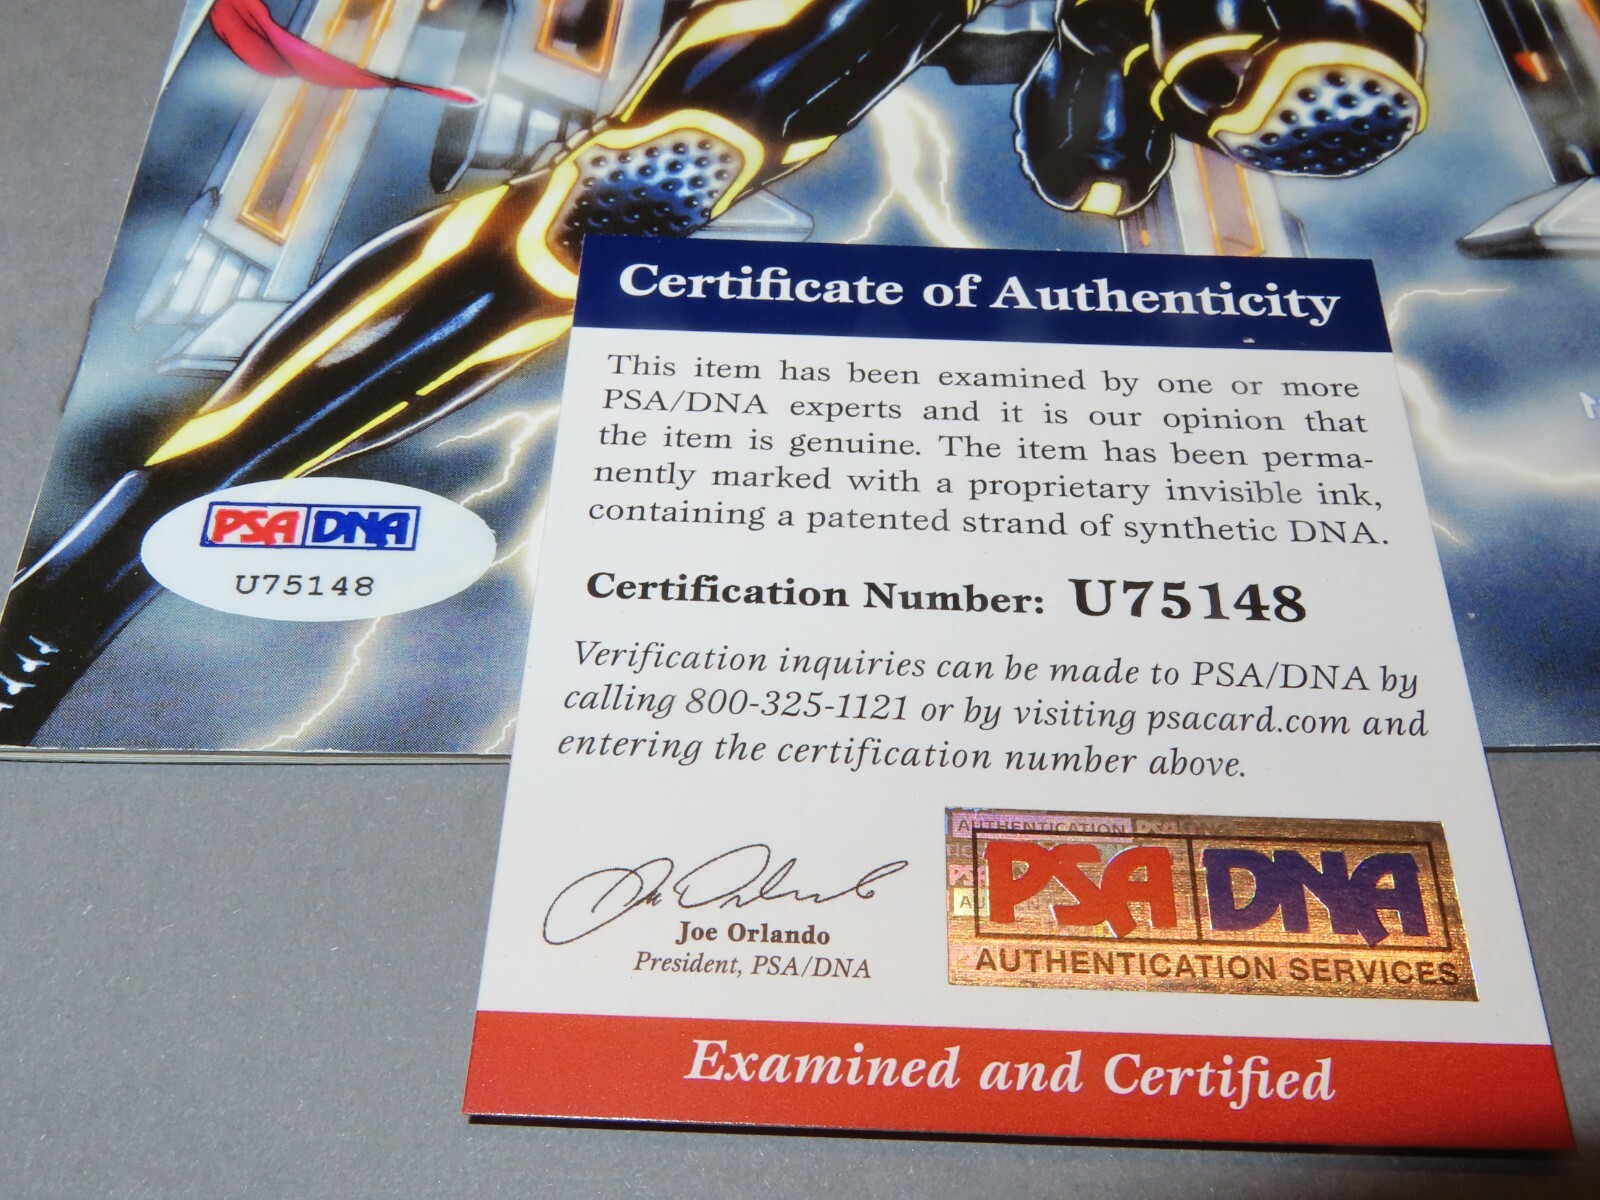 PSA DNA
U75148
Certificate of Authenticity
This item has been examined by one or more
PSA/DNA experts and it is our opinion that
the item is genuine. The item has been perma-
nently marked with a proprietary invisible ink,
containing a patented strand of synthetic DNA.
Certification Number: U75148
Verification inquiries can be made to PSA/DNA by
calling 800-325-1121 or by visiting psacard.com and
entering the certification number above.
Joe Orlando
President, PSA/DNA
AUTHENTICATION
PSA DNA
AUTHENTICATION SERVICES
Examined and Certified